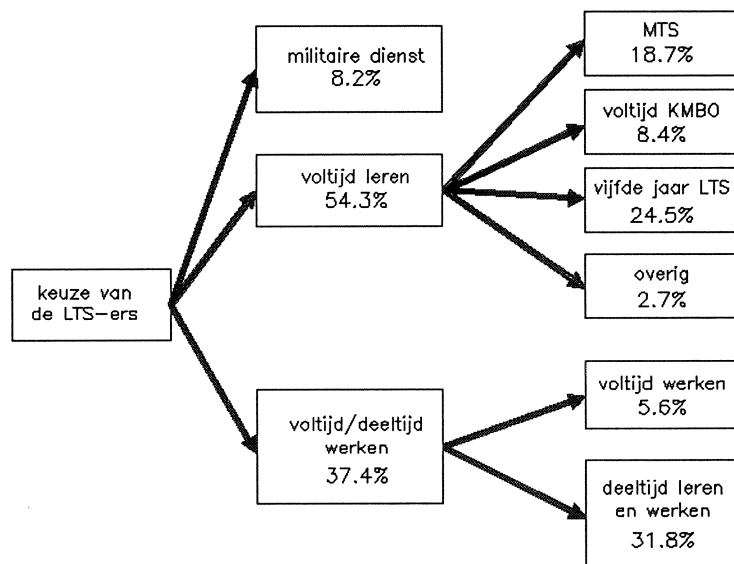 keuze van
de LTS-ers
militaire dienst
8.2%
voltijd leren
54.3%
voltijd/deeltijd
werken
37.4%
MTS
18.7%
voltijd KMBO
8.4%
vijfde jaar LTS
24.5%
overig
2.7%
voltijd werken
5.6%
deeltijd leren
en werken
31.8%